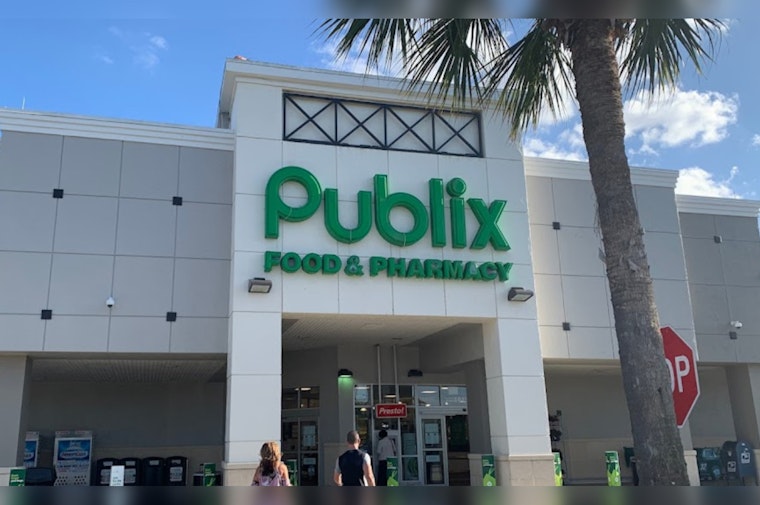 Publix
FOOD & PHARMACY
Presto!
OP